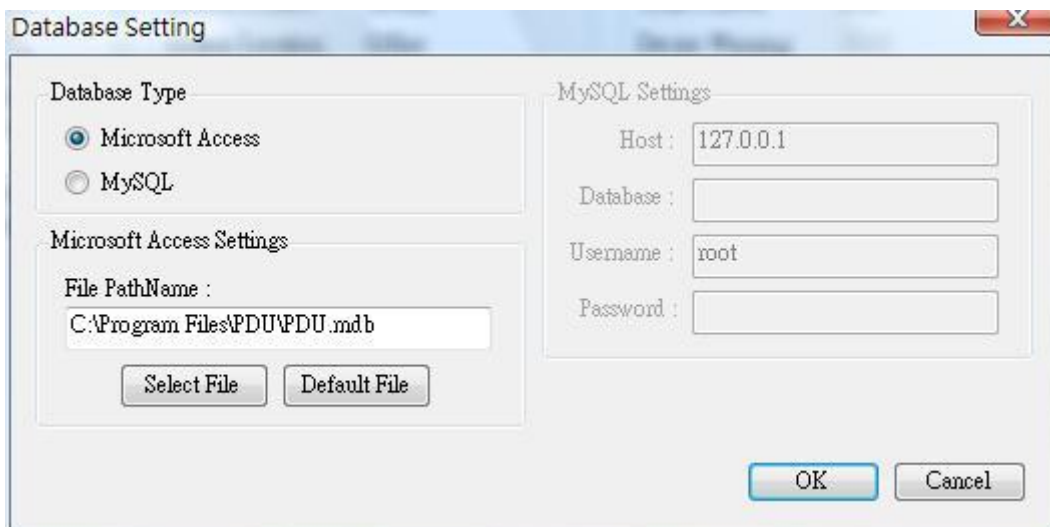 Database Setting
Database Type
Microsoft Access
MySQL
Microsoft Access Settings
File PathName :
C:\Program Files\PDU\PDU.mdb
Select File
Default File
MySQL Settings
Host : 127.0.0.1
Database :
Username : root
Password :
OK
Cancel